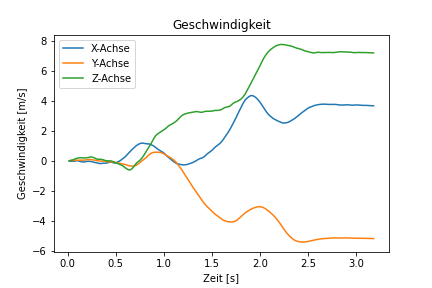 Geschwindigkeit
X-Achse
Y-Achse
Z-Achse
Geschwindigkeit [m/s]
8
6
4
2
0
−2
−4
−6
0.0 0.5 1.0 1.5 2.0 2.5 3.0
Zeit [s]